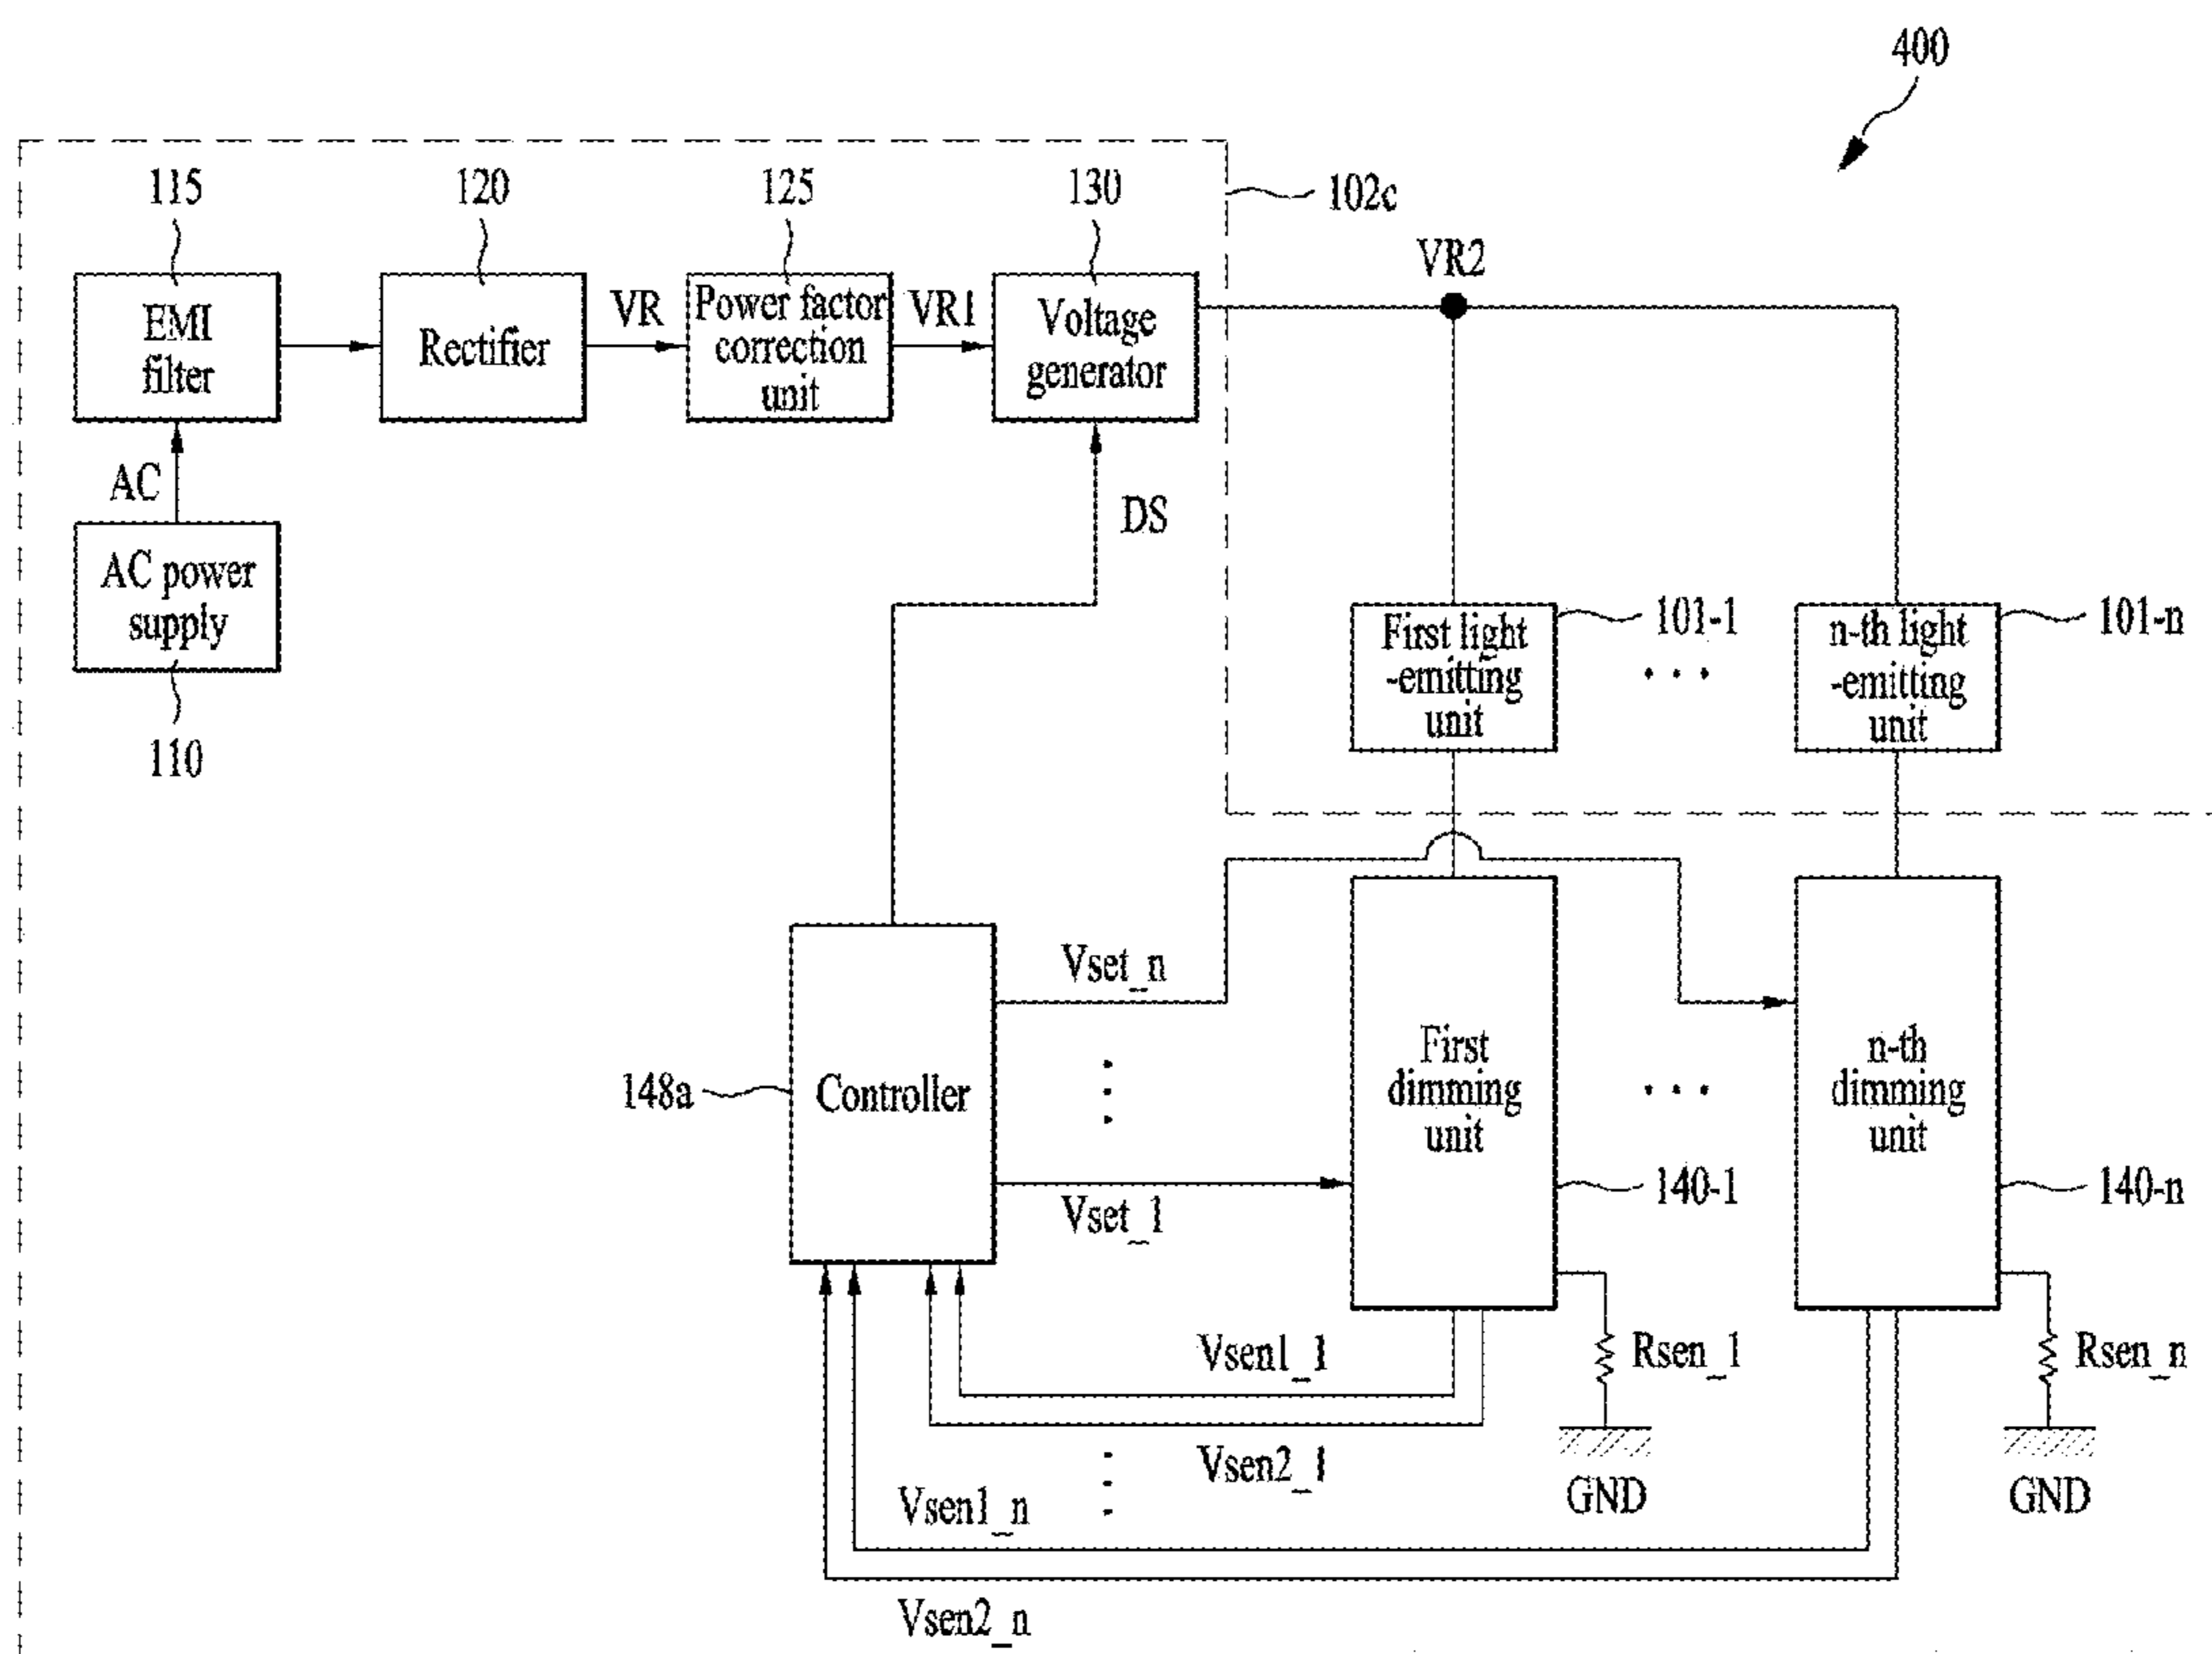 400
115
120
125
130
102c
VR2
EMI
filter
Rectifier
VR
Power factor
correction
unit
VR1
Voltage
generator
AC
DS
AC power
supply
110
First light
-emitting
unit
101-1
. . .
n-th light
-emitting
unit
101-n
Vset_n
148a
Controller
First
dimming
unit
. . .
n-th
dimming
unit
Vset_1
140-1
140-n
Vsen1_1
Rsen_1
Rsen_n
Vsen2_1
GND
GND
Vsen1_n
Vsen2_n